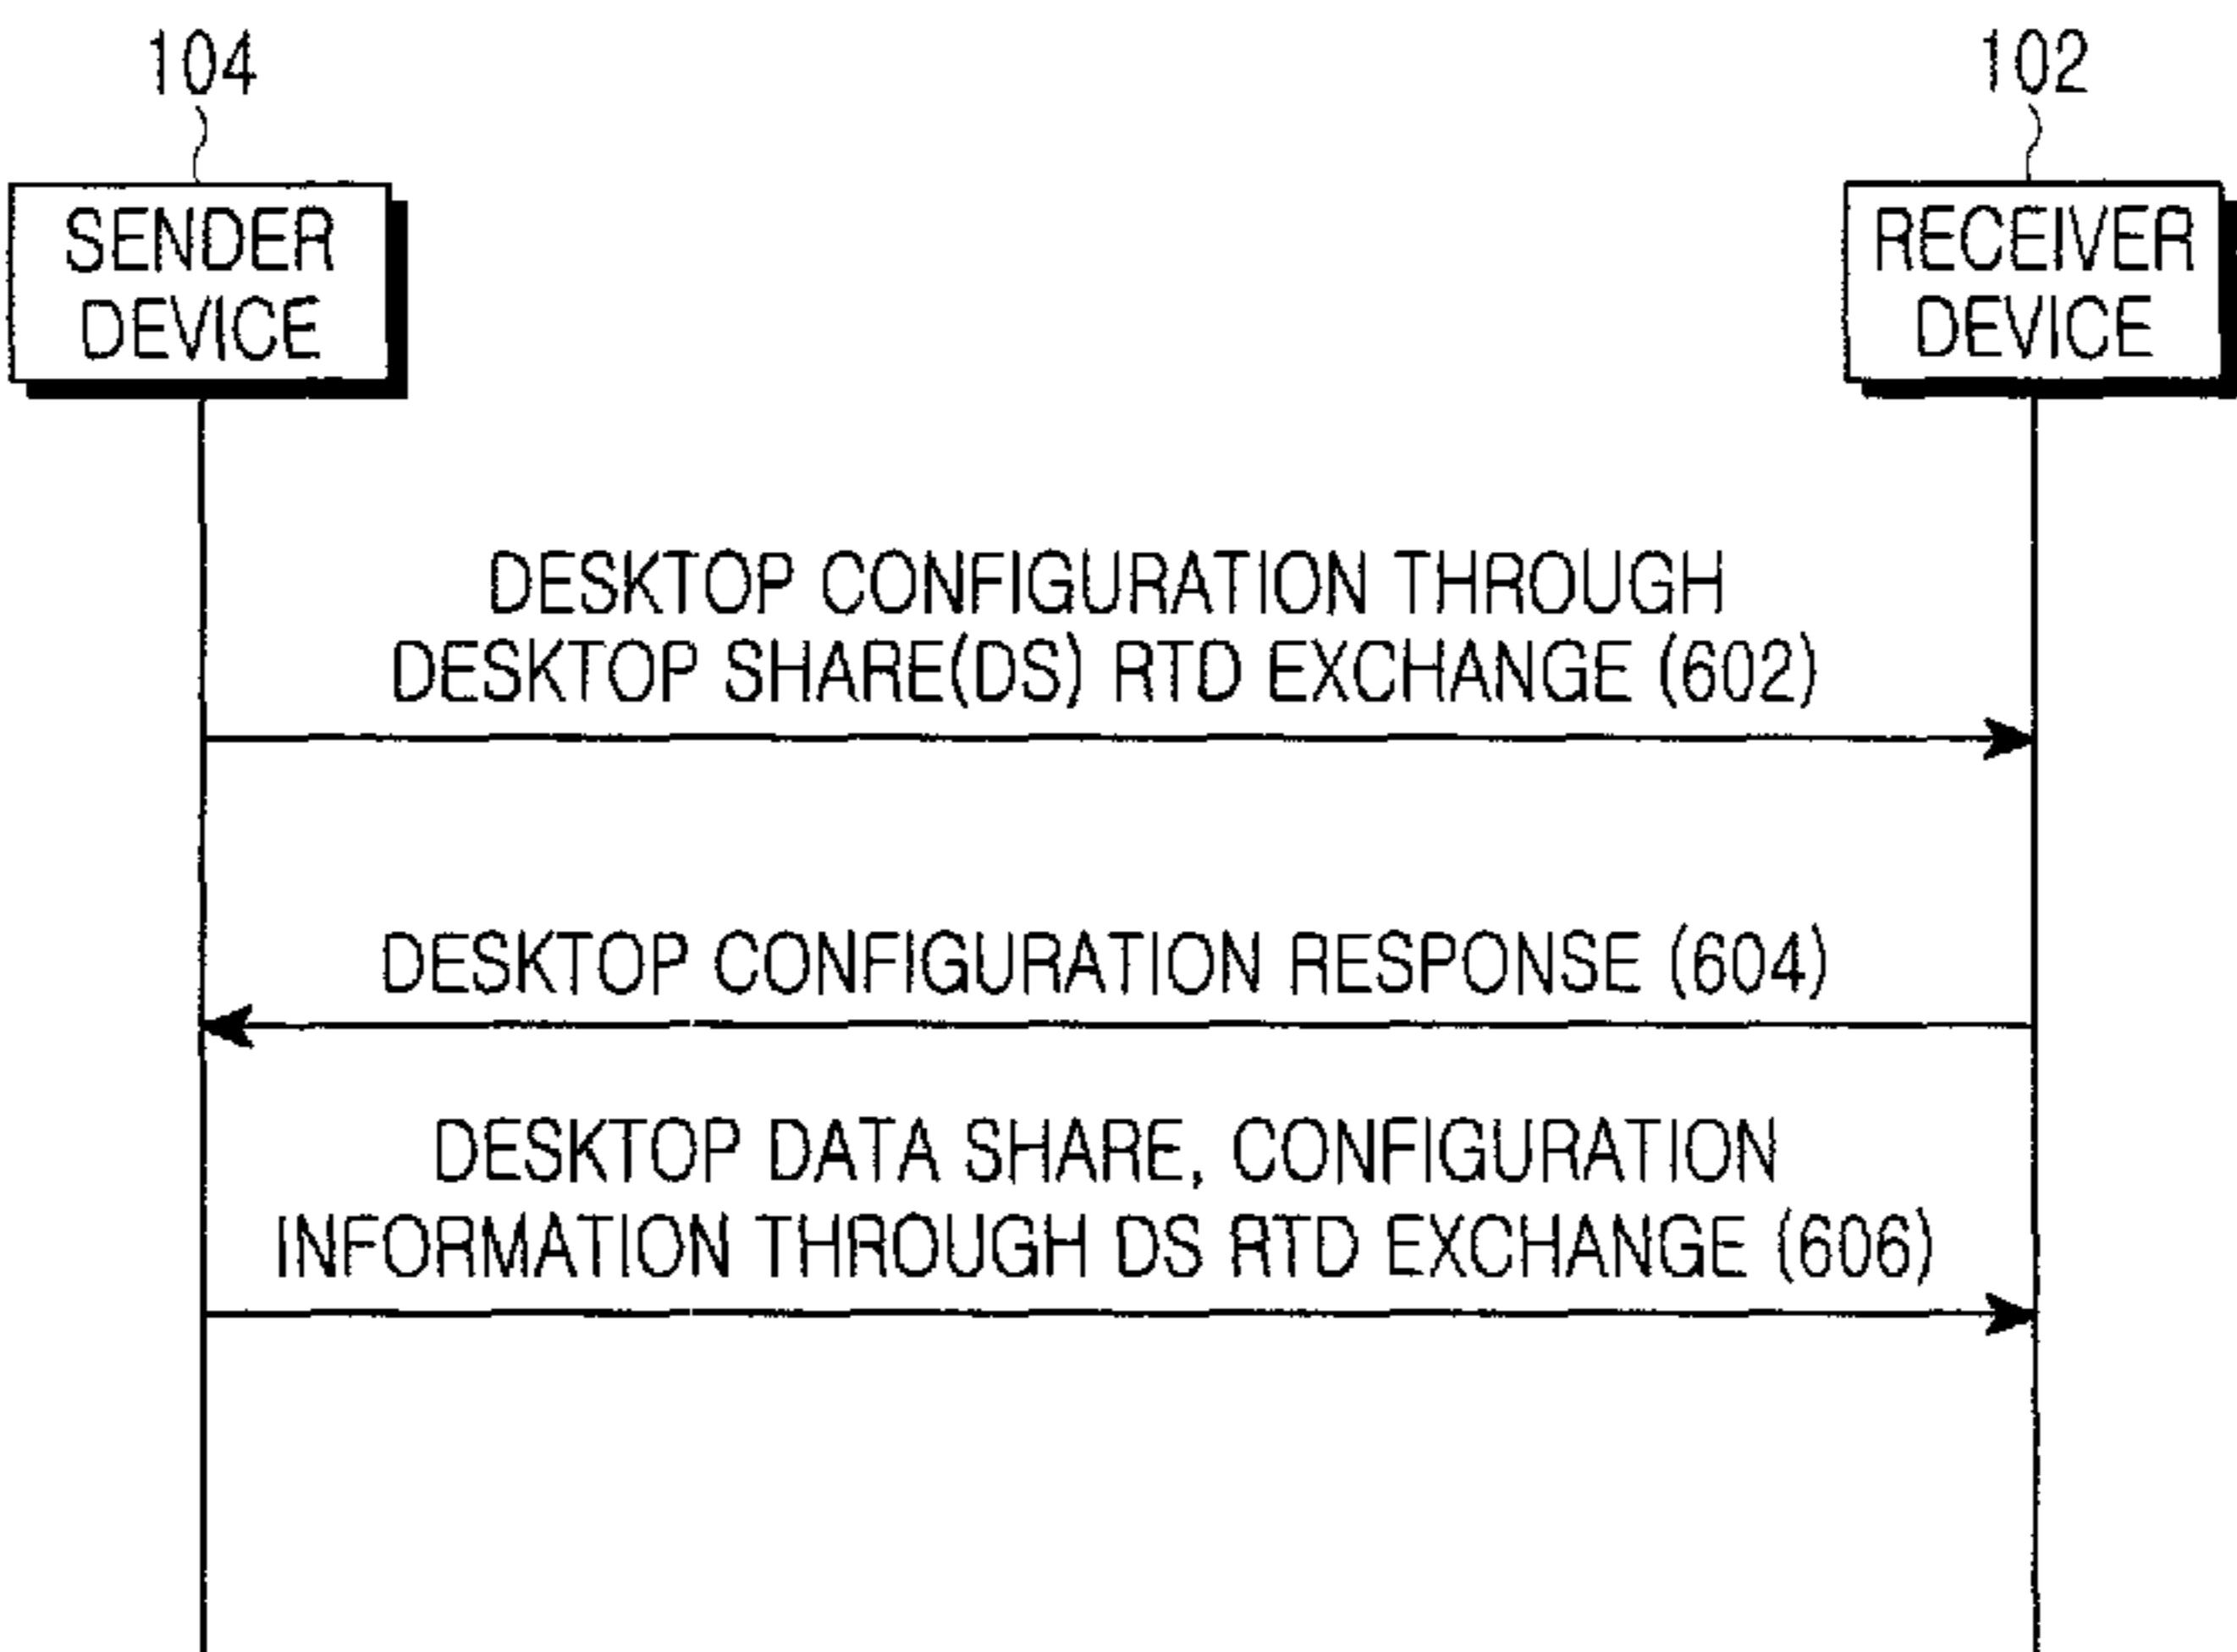 104
102
SENDER
DEVICE
RECEIVER
DEVICE
DESKTOP CONFIGURATION THROUGH
DESKTOP SHARE(DS) RTD EXCHANGE (602)
DESKTOP CONFIGURATION RESPONSE (604)
DESKTOP DATA SHARE, CONFIGURATION
INFORMATION THROUGH DS RTD EXCHANGE (606)